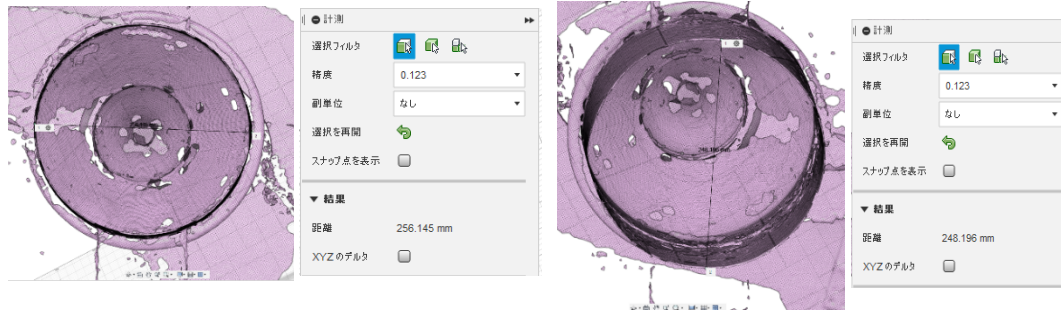 計測
選択フィルタ
精度
0.123
副単位
なし
選択を再開
スナップ点を表示
結果
距離
256.145 mm
XYZ のデルタ
計測
選択フィルタ
精度
0.123
副単位
なし
選択を再開
スナップ点を表示
結果
距離
248.196 mm
XYZ のデルタ
248.196 mm